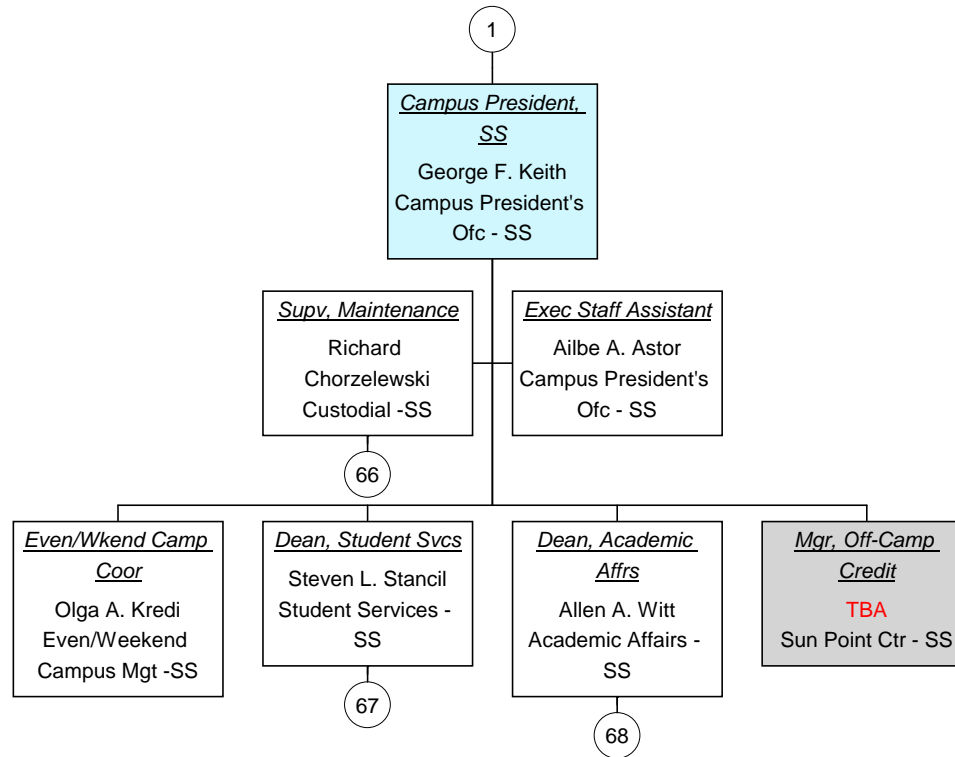 1
Campus President,
SS
George F. Keith
Campus President's
Ofc - SS
Supv, Maintenance
Richard
Chorzelewski
Custodial -SS
66
Exec Staff Assistant
Ailbe A. Astor
Campus President's
Ofc - SS
Even/Wkend Camp
Coor
Olga A. Kredi
Even/Weekend
Campus Mgt -SS
Dean, Student Svcs
Steven L. Stancil
Student Services -
SS
67
Dean, Academic
Affrs
Allen A. Witt
Academic Affairs -
SS
68
Mgr, Off-Camp
Credit
TBA
Sun Point Ctr - SS